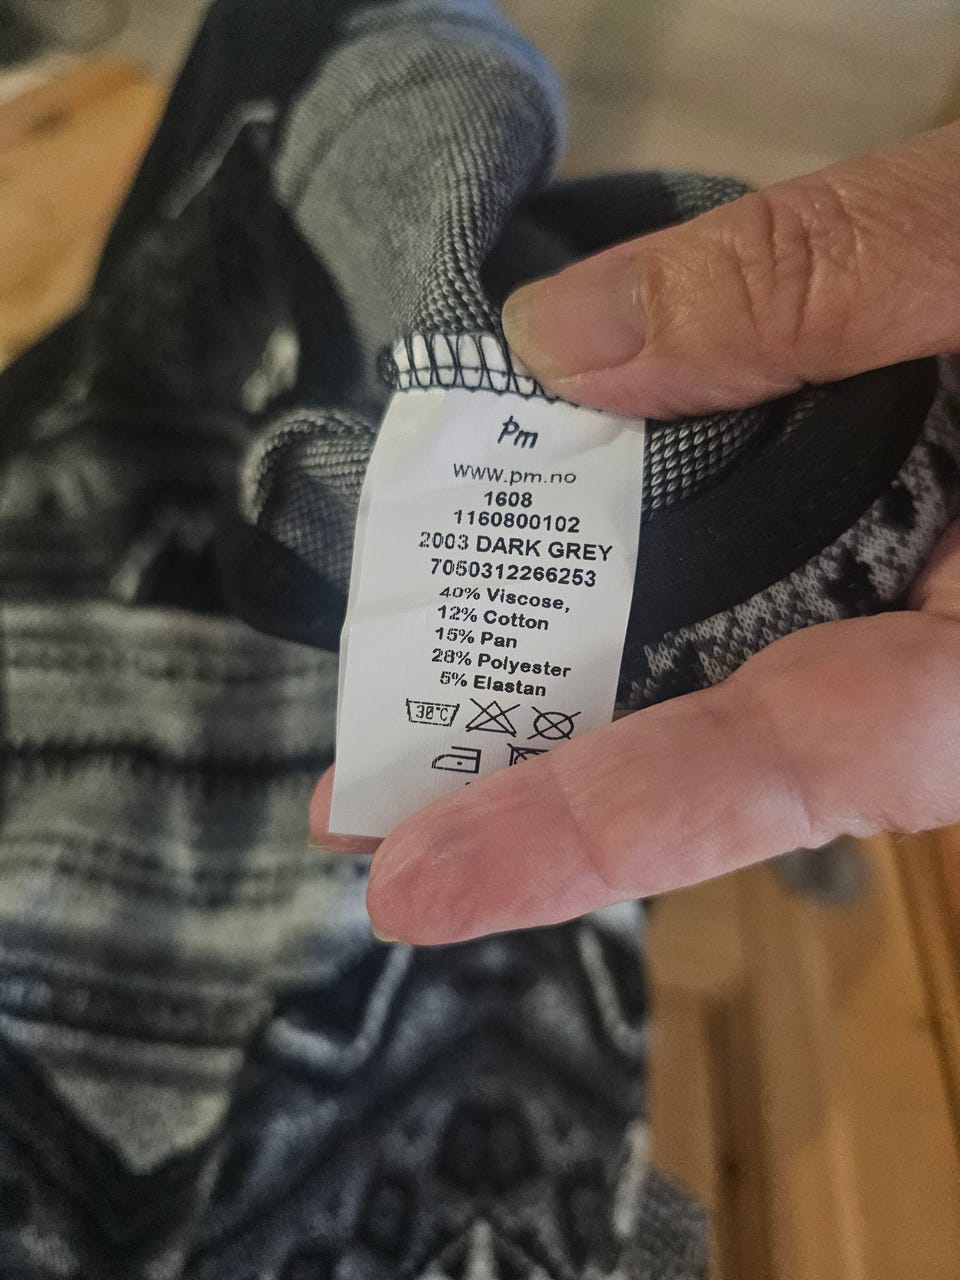 Pm
www.pm.no
1608
1160800102
2003 DARK GREY
7050312266253
40% Viscose,
12% Cotton
15% Pan
28% Polyester
5% Elastan
30°C